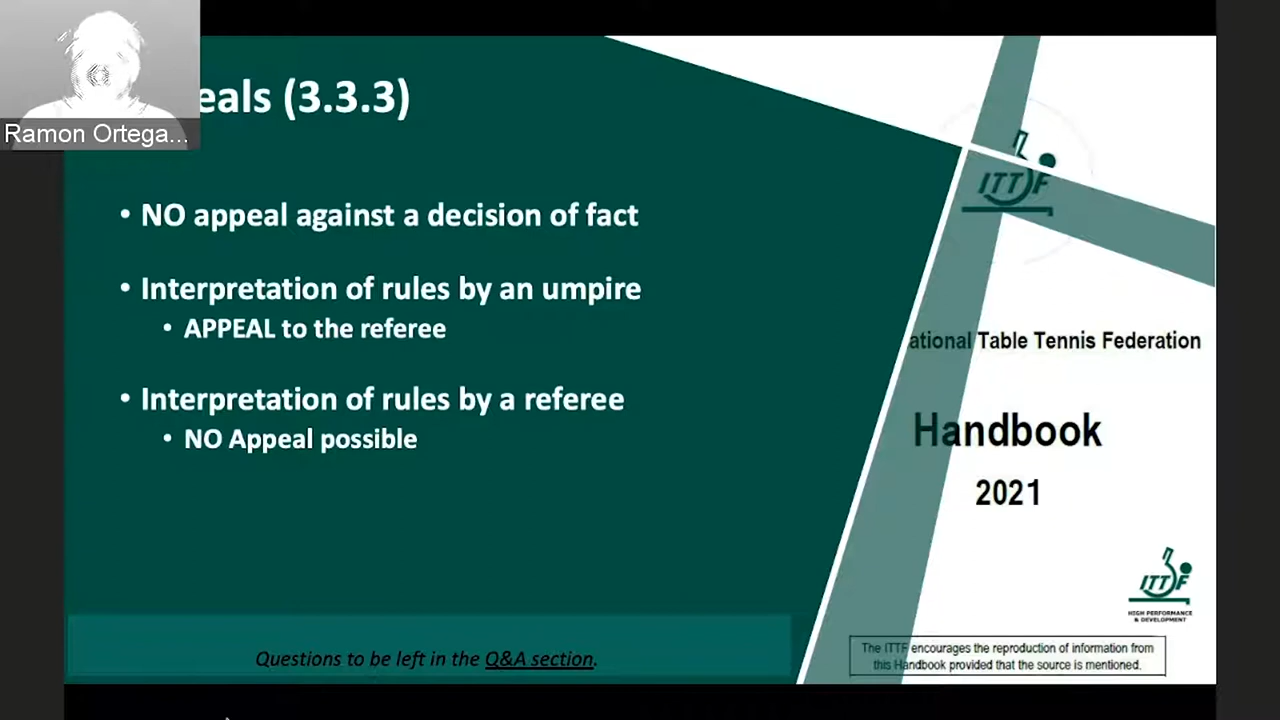 Ramon Ortega...
eals (3.3.3)
• NO appeal against a decision of fact
• Interpretation of rules by an umpire
• APPEAL to the referee
• Interpretation of rules by a referee
• NO Appeal possible
Questions to be left in the Q&A section.
ITTF
ational Table Tennis Federation
Handbook
2021
ITTF
HIGH PERFORMANCE
& DEVELOPMENT
The ITTF encourages the reproduction of information from
this Handbook provided that the source is mentioned.